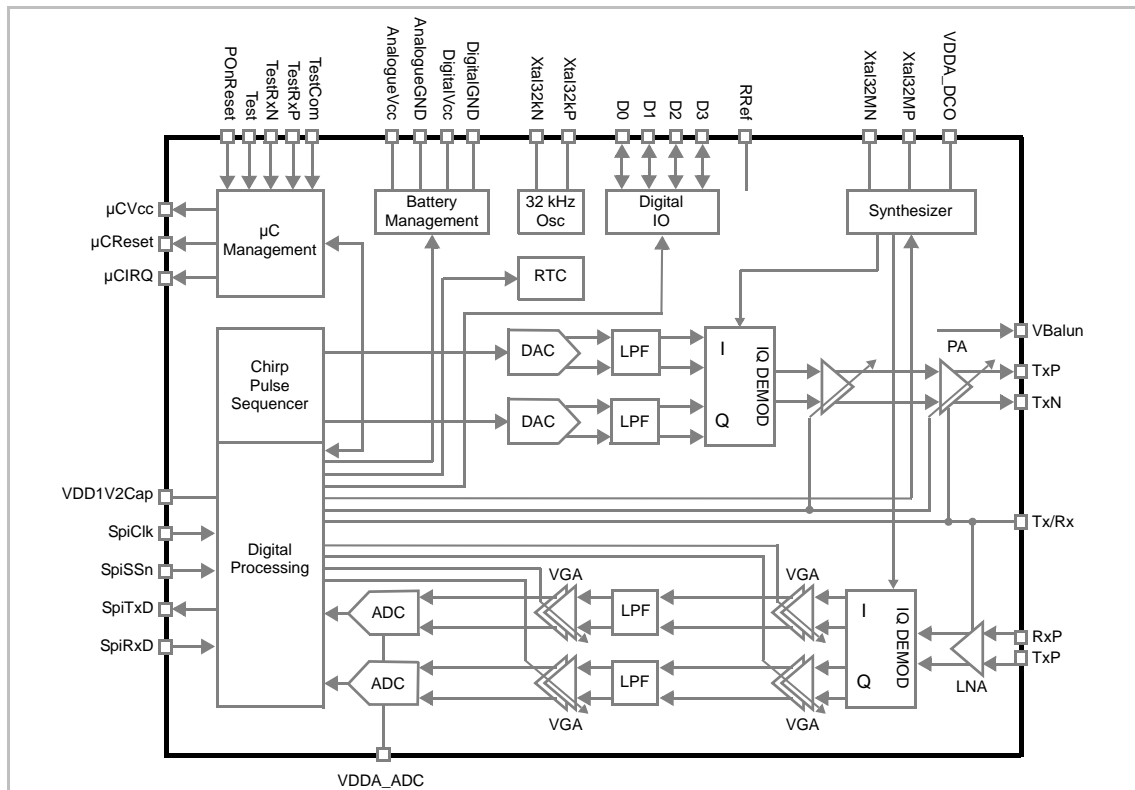 POnReset
Test
TestRxN
TestRxP
TestCom
AnalogueVcc
AnalogueGND
DigitalVcc
DigitalGND
Xtal32kN
Xtal32kP
D0
D1
D2
D3
RRef
Xtal32MN
Xtal32MP
VDDA_DCO
µCVcc
µCReset
µCIRQ
µC
Management
Battery
Management
32 kHz
Osc
Digital
IO
Synthesizer
RTC
Chirp
Pulse
Sequencer
DAC
LPF
I
IQ DEMOD
PA
VBalun
TxP
TxN
DAC
LPF
Q
VDD1V2Cap
SpiClk
SpiSSn
SpiTxD
SpiRxD
Digital
Processing
Tx/Rx
VGA
VGA
ADC
LPF
I
IQ DEMOD
RxP
TxP
LNA
ADC
LPF
Q
VGA
VGA
VDDA_ADC